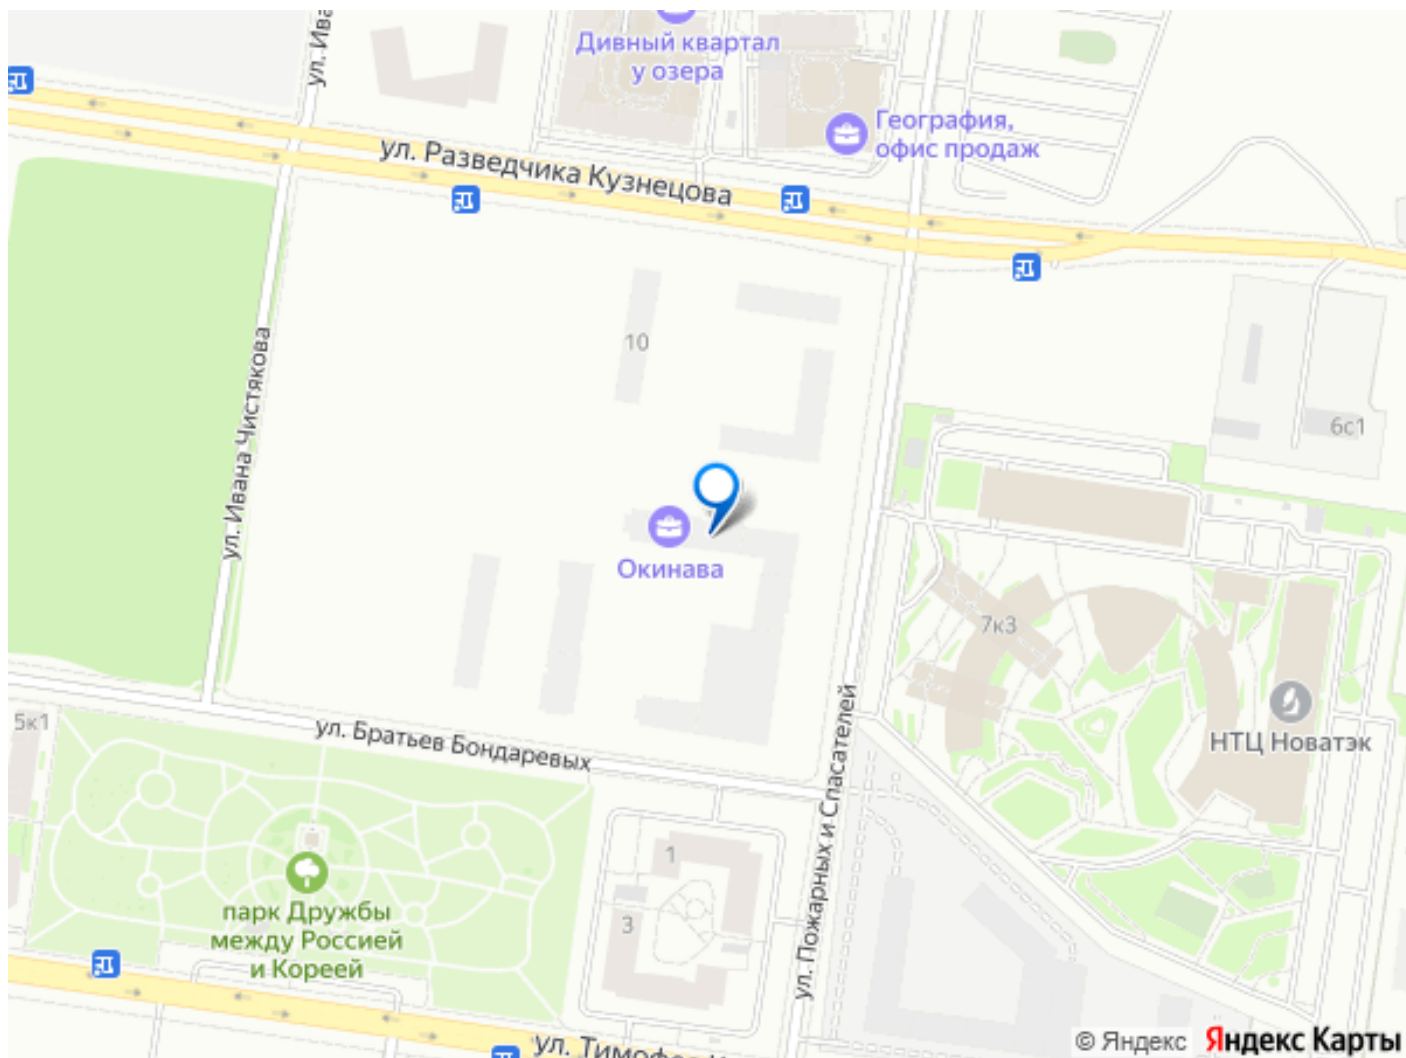 ул. Ива
Дивный квартал
у озера
География,
офис продаж
ул. Разведчика Кузнецова
10
ул. Ивана Чистякова
6с1
Окинава
7к3
НТЦ Новатэк
5к1
ул. Братьев Бондаревых
ул. Пожарных и Спасателей
1
3
парк Дружбы
между Россией
и Кореей
ул. Тимофе
© Яндекс Яндекс Карты